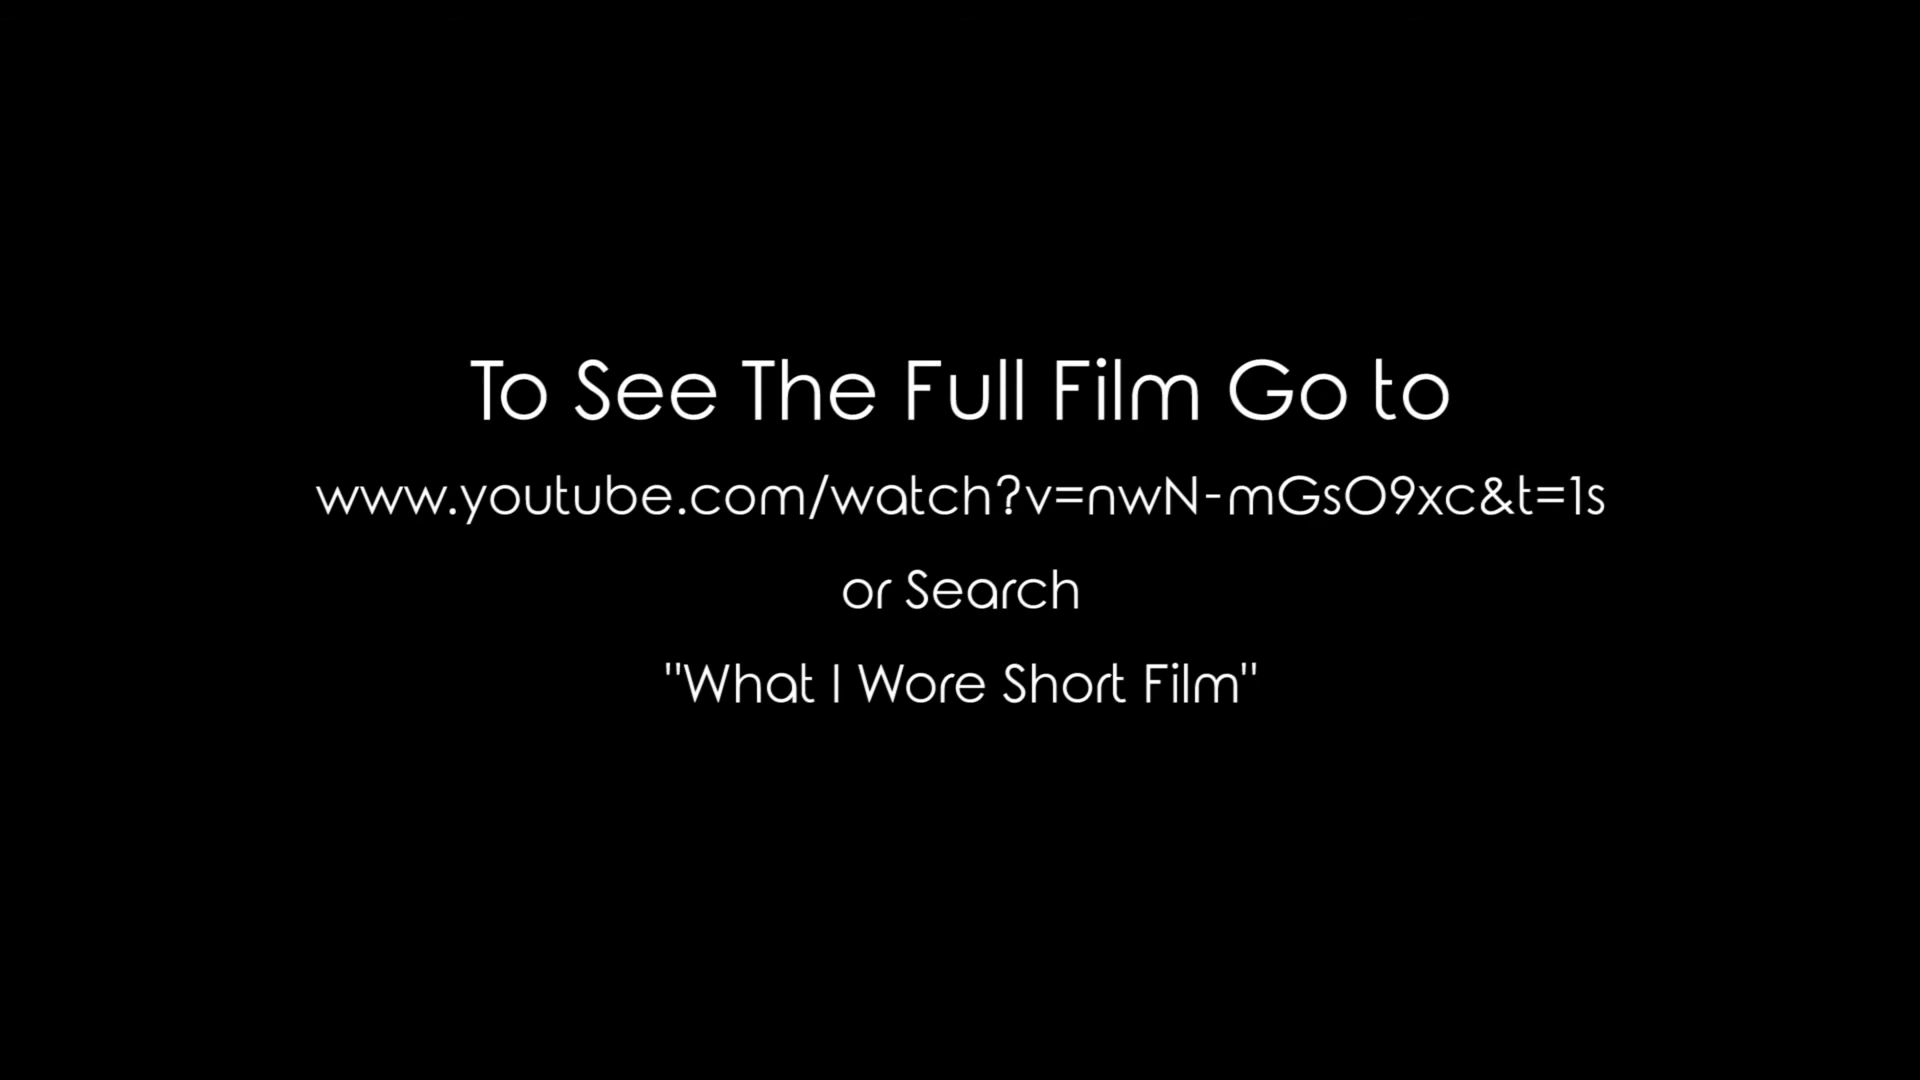 To See The Full Film Go to
www.youtube.com/watch?v=nwN-mGsO9xc&t=1s
or Search
"What I Wore Short Film"